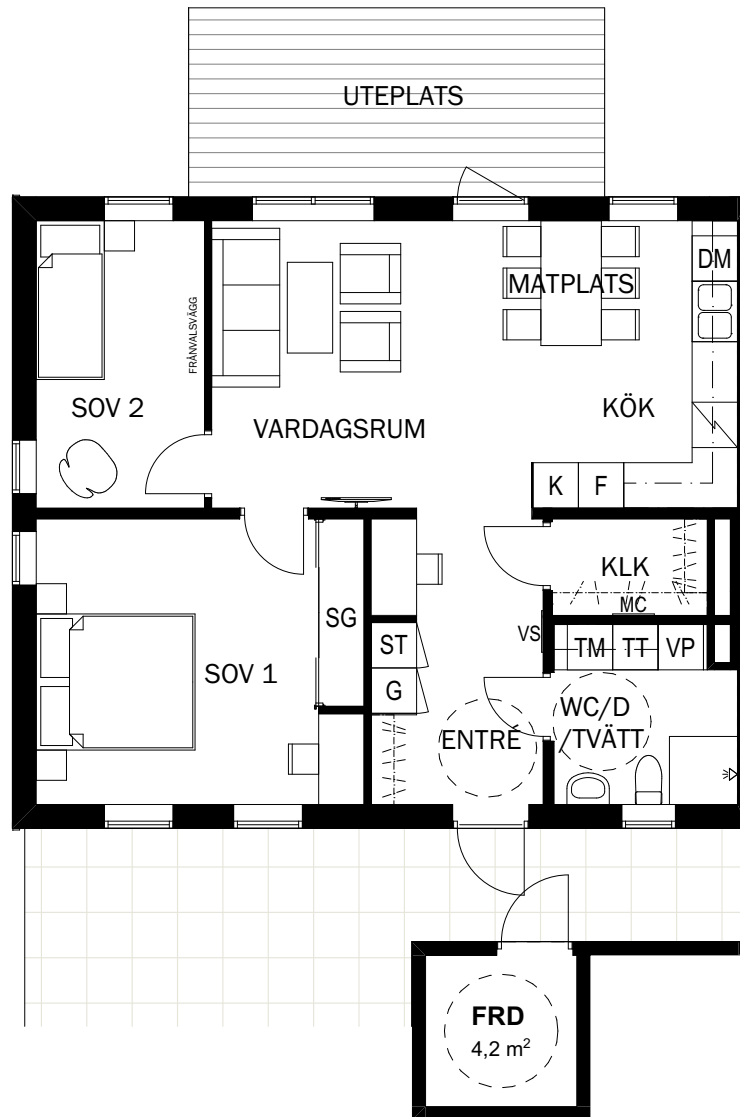 UTEPLATS
DM
MATPLATS
FRÅNVALSVÄGG
SOV 2
VARDAGSRUM
KÖK
K
F
KLK
MC
SG
VS
ST
TM
TT
VP
SOV 1
G
WC/D
/TVÄTT
ENTRÉ
FRD
4,2 m²